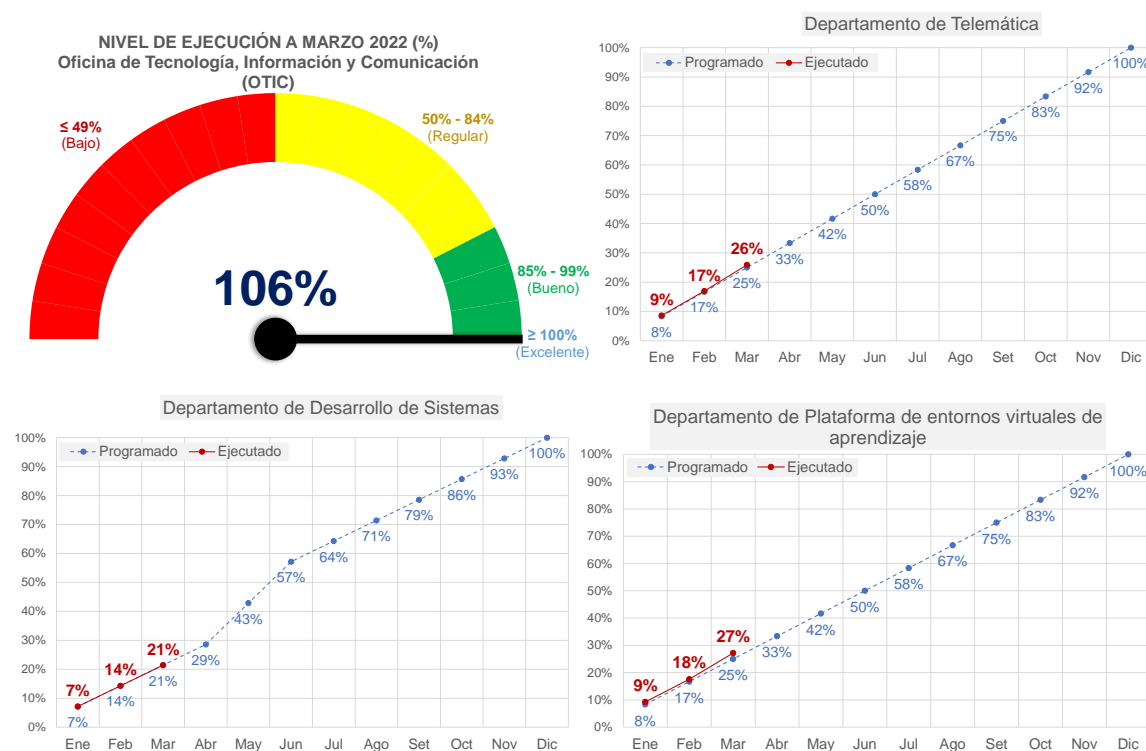 NIVEL DE EJECUCIÓN A MARZO 2022 (%)
Oficina de Tecnología, Información y Comunicación
(OTIC)
≤ 49%
(Bajo)
50% - 84%
(Regular)
85% - 99%
(Bueno)
≥ 100%
(Excelente)
106%
Departamento de Telemática
Programado Ejecutado
100%
90%
80%
70%
60%
50%
40%
30%
20%
10%
0%
9% 17% 26%
8% 17% 25% 33% 42% 50% 58% 67% 75% 83% 92% 100%
Ene Feb Mar Abr May Jun Jul Ago Set Oct Nov Dic
Departamento de Desarrollo de Sistemas
Programado Ejecutado
100%
90%
80%
70%
60%
50%
40%
30%
20%
10%
0%
7% 14% 21%
7% 14% 21% 29% 43% 57% 64% 71% 79% 86% 93% 100%
Ene Feb Mar Abr May Jun Jul Ago Set Oct Nov Dic
Departamento de Plataforma de entornos virtuales de
aprendizaje
Programado Ejecutado
100%
90%
80%
70%
60%
50%
40%
30%
20%
10%
0%
9% 18% 27%
8% 17% 25% 33% 42% 50% 58% 67% 75% 83% 92% 100%
Ene Feb Mar Abr May Jun Jul Ago Set Oct Nov Dic